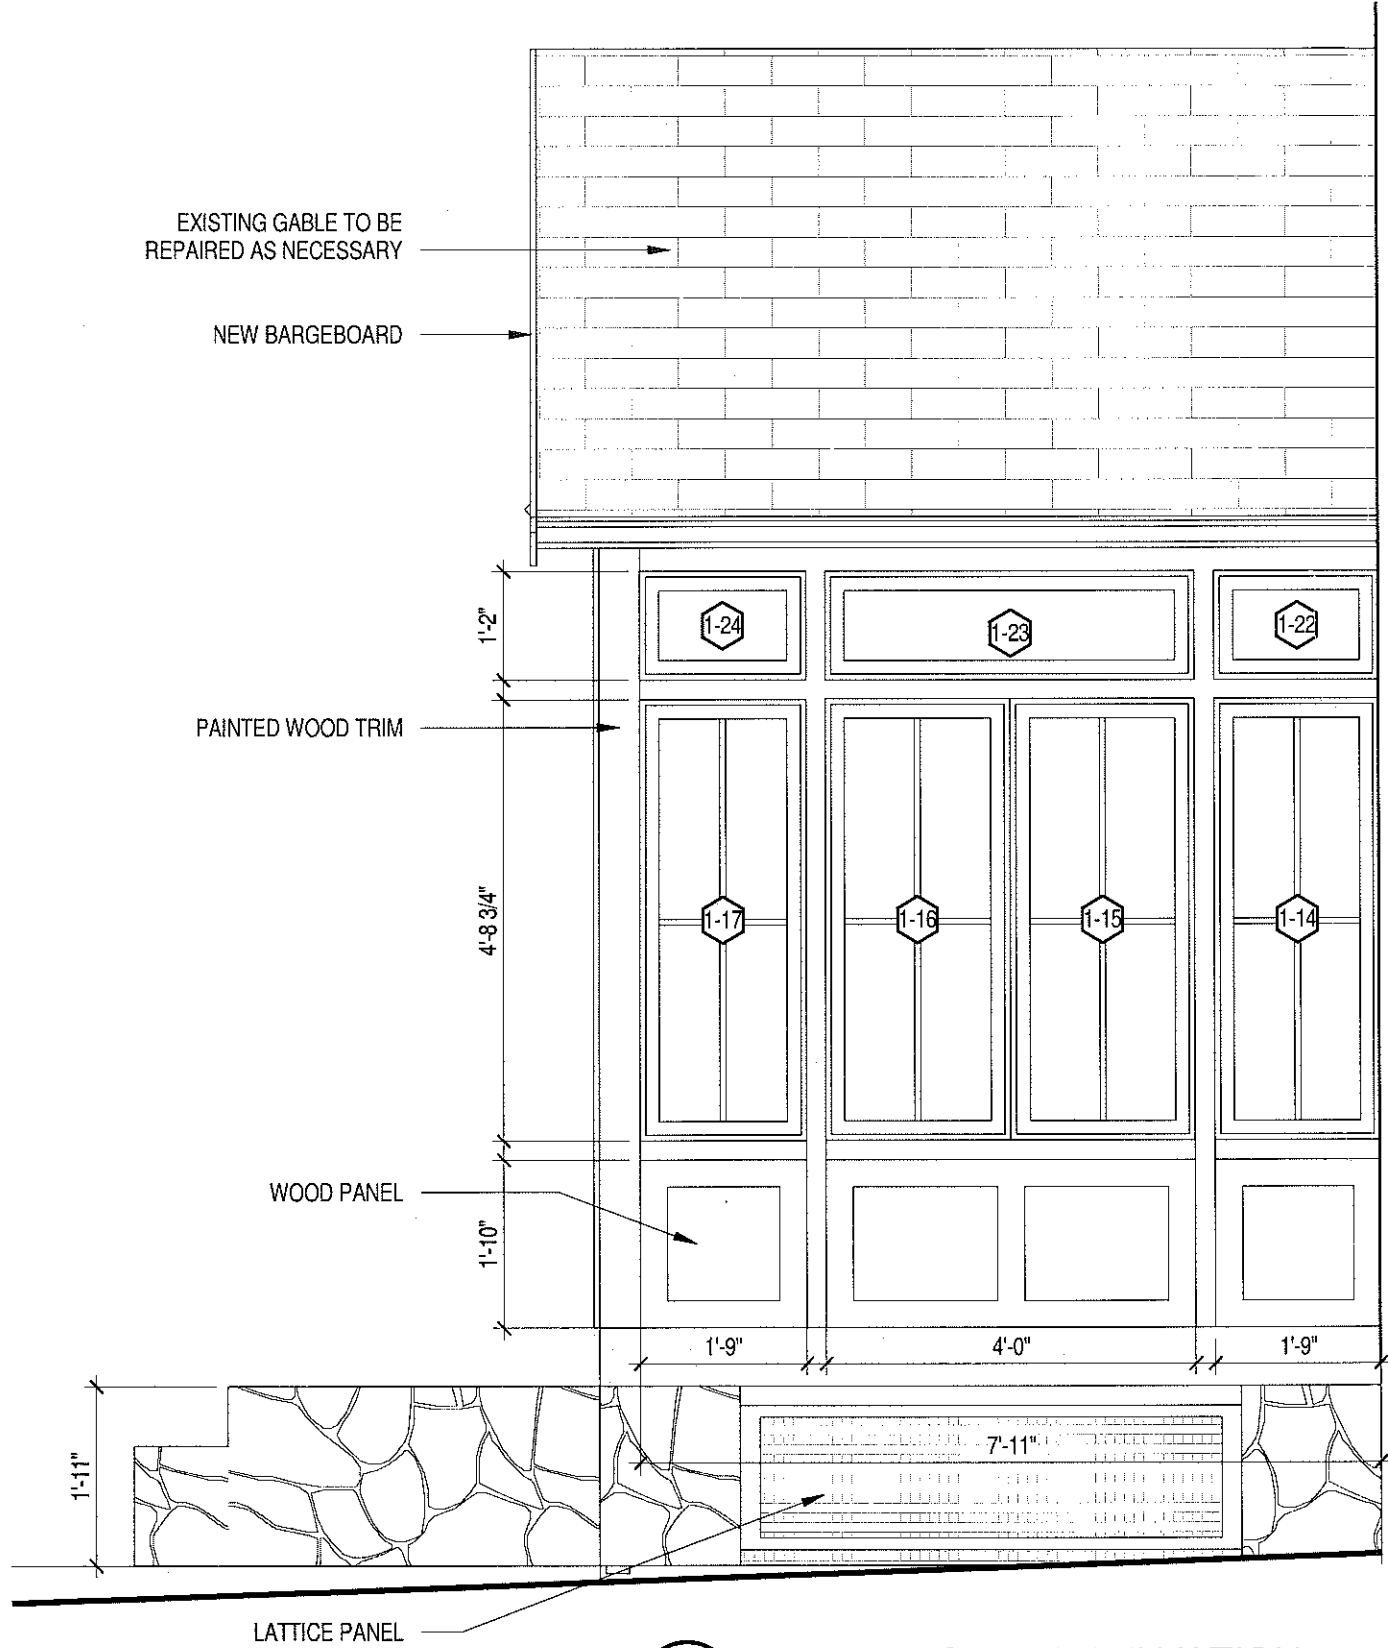 EXISTING GABLE TO BE
REPAIRED AS NECESSARY
NEW BARGEBOARD
1'-2"
1-24
1-23
1-22
PAINTED WOOD TRIM
4'-8 3/4"
1-17
1-16
1-15
1-14
WOOD PANEL
1'-10"
1'-9"
4'-0"
1'-9"
1'-11"
7'-11"
LATTICE PANEL